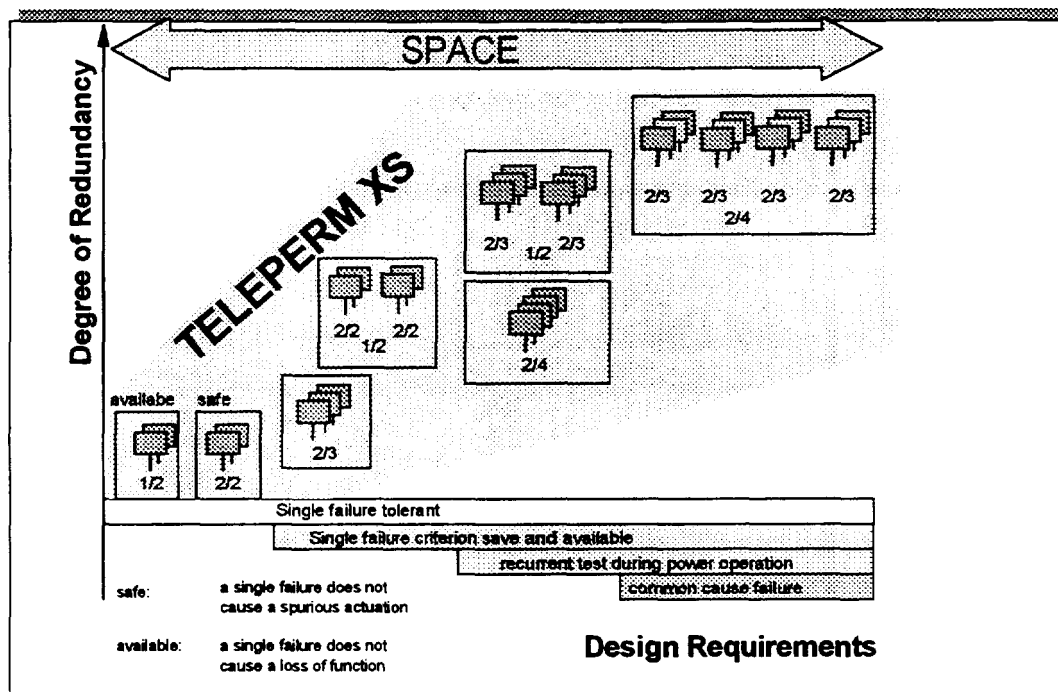 SPACE
Degree of Redundancy
TELEPERM XS
2/3 2/3 2/3 2/3
2/4
2/3 1/2 2/3
2/2 1/2 2/2
2/4
availabe safe
2/3
1/2 2/2
Single failure tolerant
Single failure criterion save and available
recurrent test during power operation
common cause failure
safe: a single failure does not
cause a spurious actuation
available: a single failure does not
cause a loss of function
Design Requirements